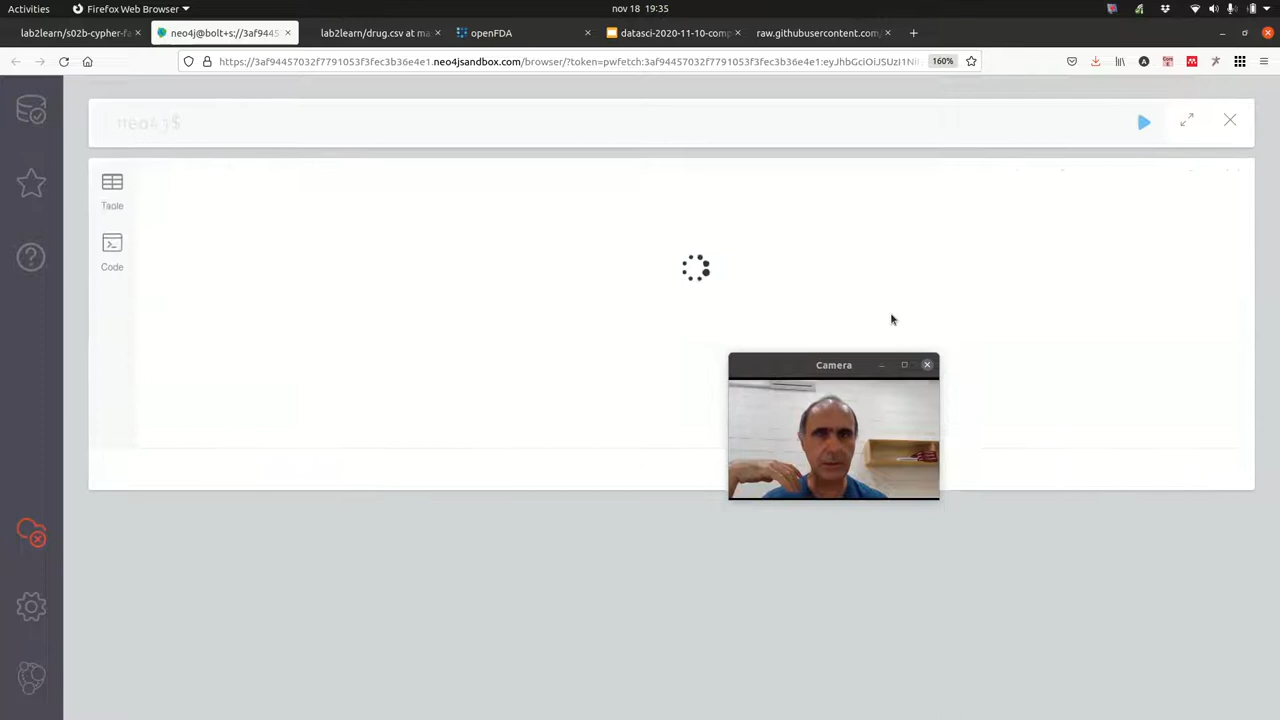 Activities
Firefox Web Browser
nov 18 19:35
lab2learn/s02b-cypher-fa
neo4j@bolt+s://3af9445
lab2learn/drug.csv at ma
openFDA
datasci-2020-11-10-comp
raw.githubusercontent.com/
https://3af94457032f7791053f3fec3b36e4e1.neo4jsandbox.com/browser/?token=pwfetch:3af94457032f7791053f3fec3b36e4e1:eyJhbGciOiJSUzI1Ni
160%
neo4j$
Table
Code
Camera